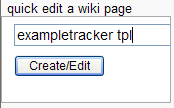 quick edit a wiki page
exampletracker tpl
Create/Edit